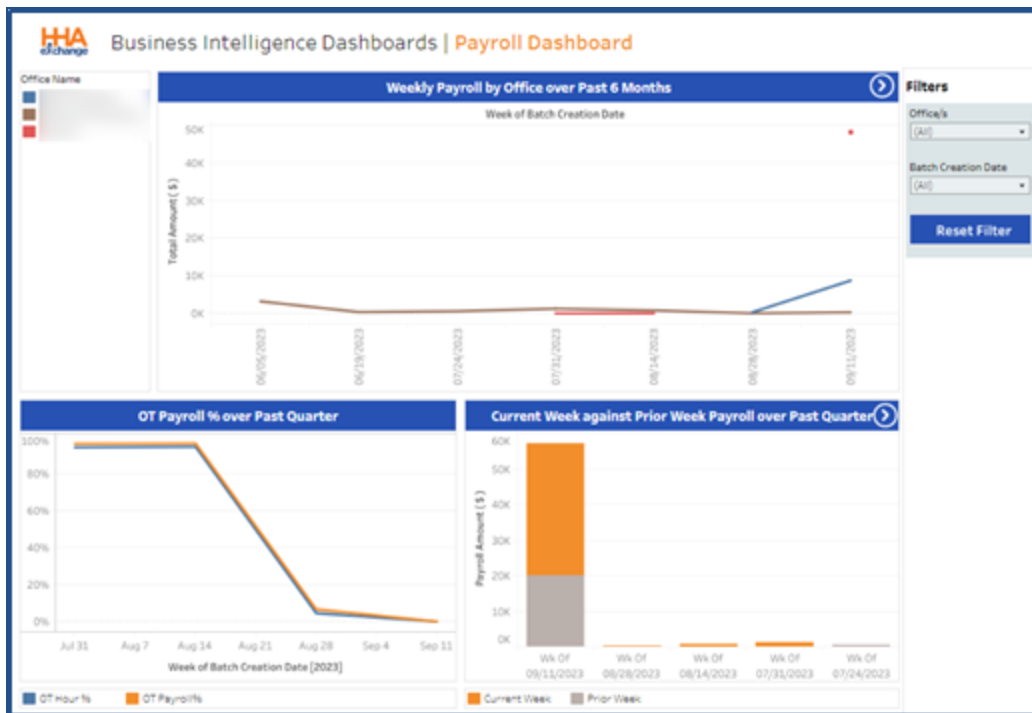 HHA
exchange
Business Intelligence Dashboards | Payroll Dashboard
Office Name
Weekly Payroll by Office over Past 6 Months
Week of Batch Creation Date
50K
40K
30K
20K
10K
0K
Total Amount ( $ )
06/05/2023
06/19/2023
07/24/2023
07/31/2023
08/14/2023
08/28/2023
09/11/2023
Filters
Office/s
(All)
Batch Creation Date
(All)
Reset Filter
OT Payroll % over Past Quarter
100%
80%
60%
40%
20%
0%
Jul 31
Aug 7
Aug 14
Aug 21
Aug 28
Sep 4
Sep 11
Week of Batch Creation Date [2023]
OT Hour %
OT Payroll%
Current Week against Prior Week Payroll over Past Quarter
60K
50K
40K
30K
20K
10K
0K
Payroll Amount ( $ )
Wk Of
09/11/2023
Wk Of
08/28/2023
Wk Of
08/14/2023
Wk Of
07/31/2023
Wk Of
07/24/2023
Current Week
Prior Week